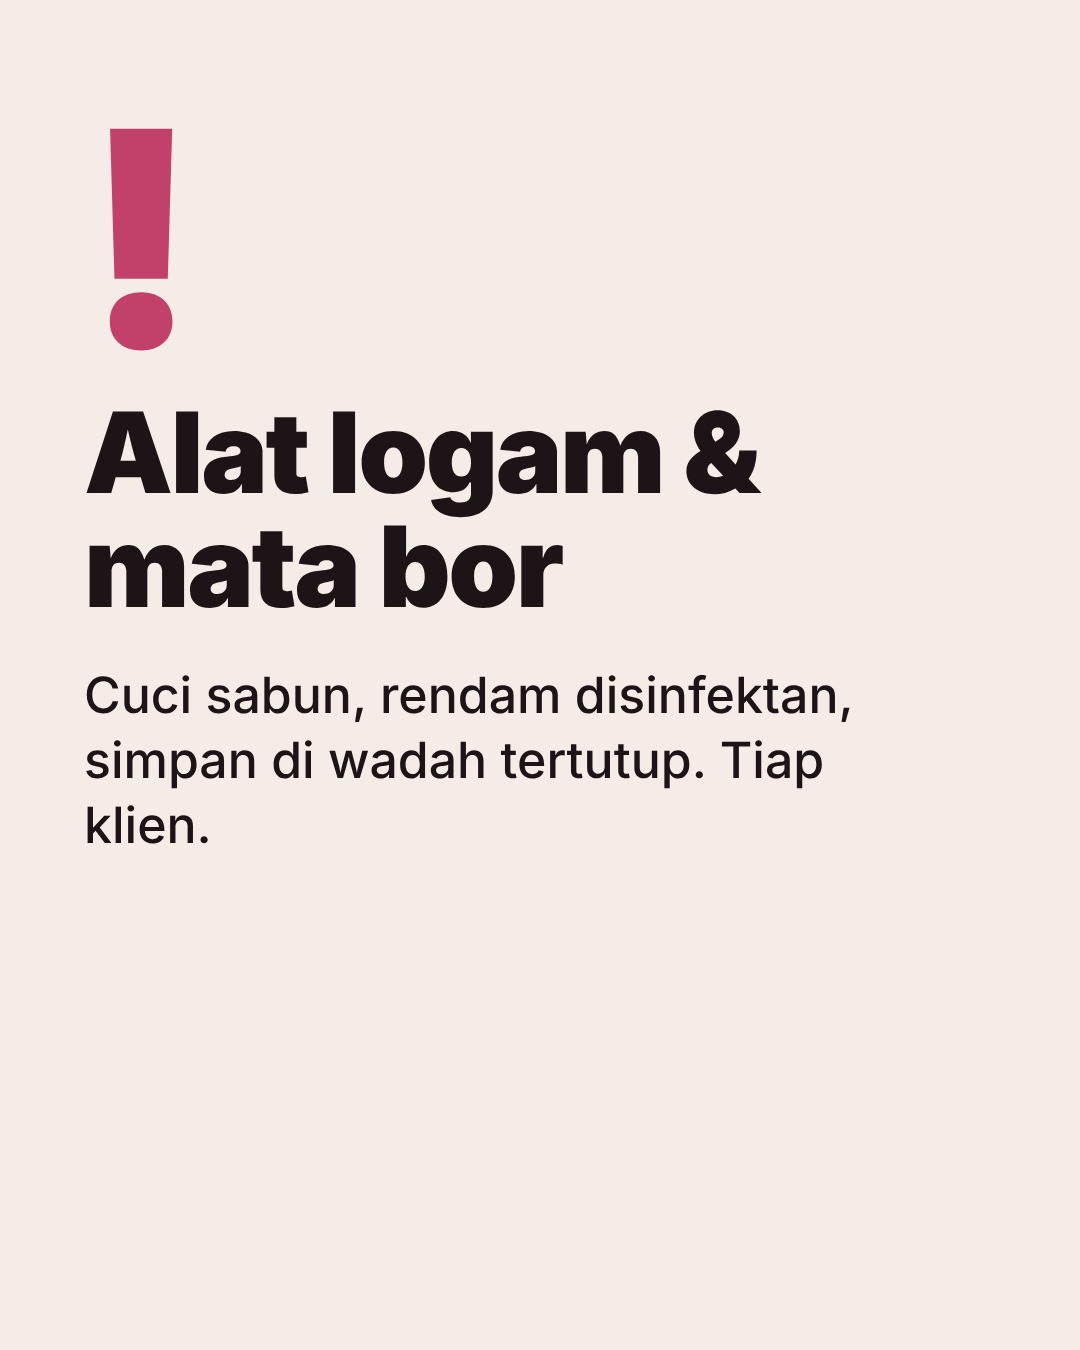 !
Alat logam &
mata bor
Cuci sabun, rendam disinfektan,
simpan di wadah tertutup. Tiap
klien.